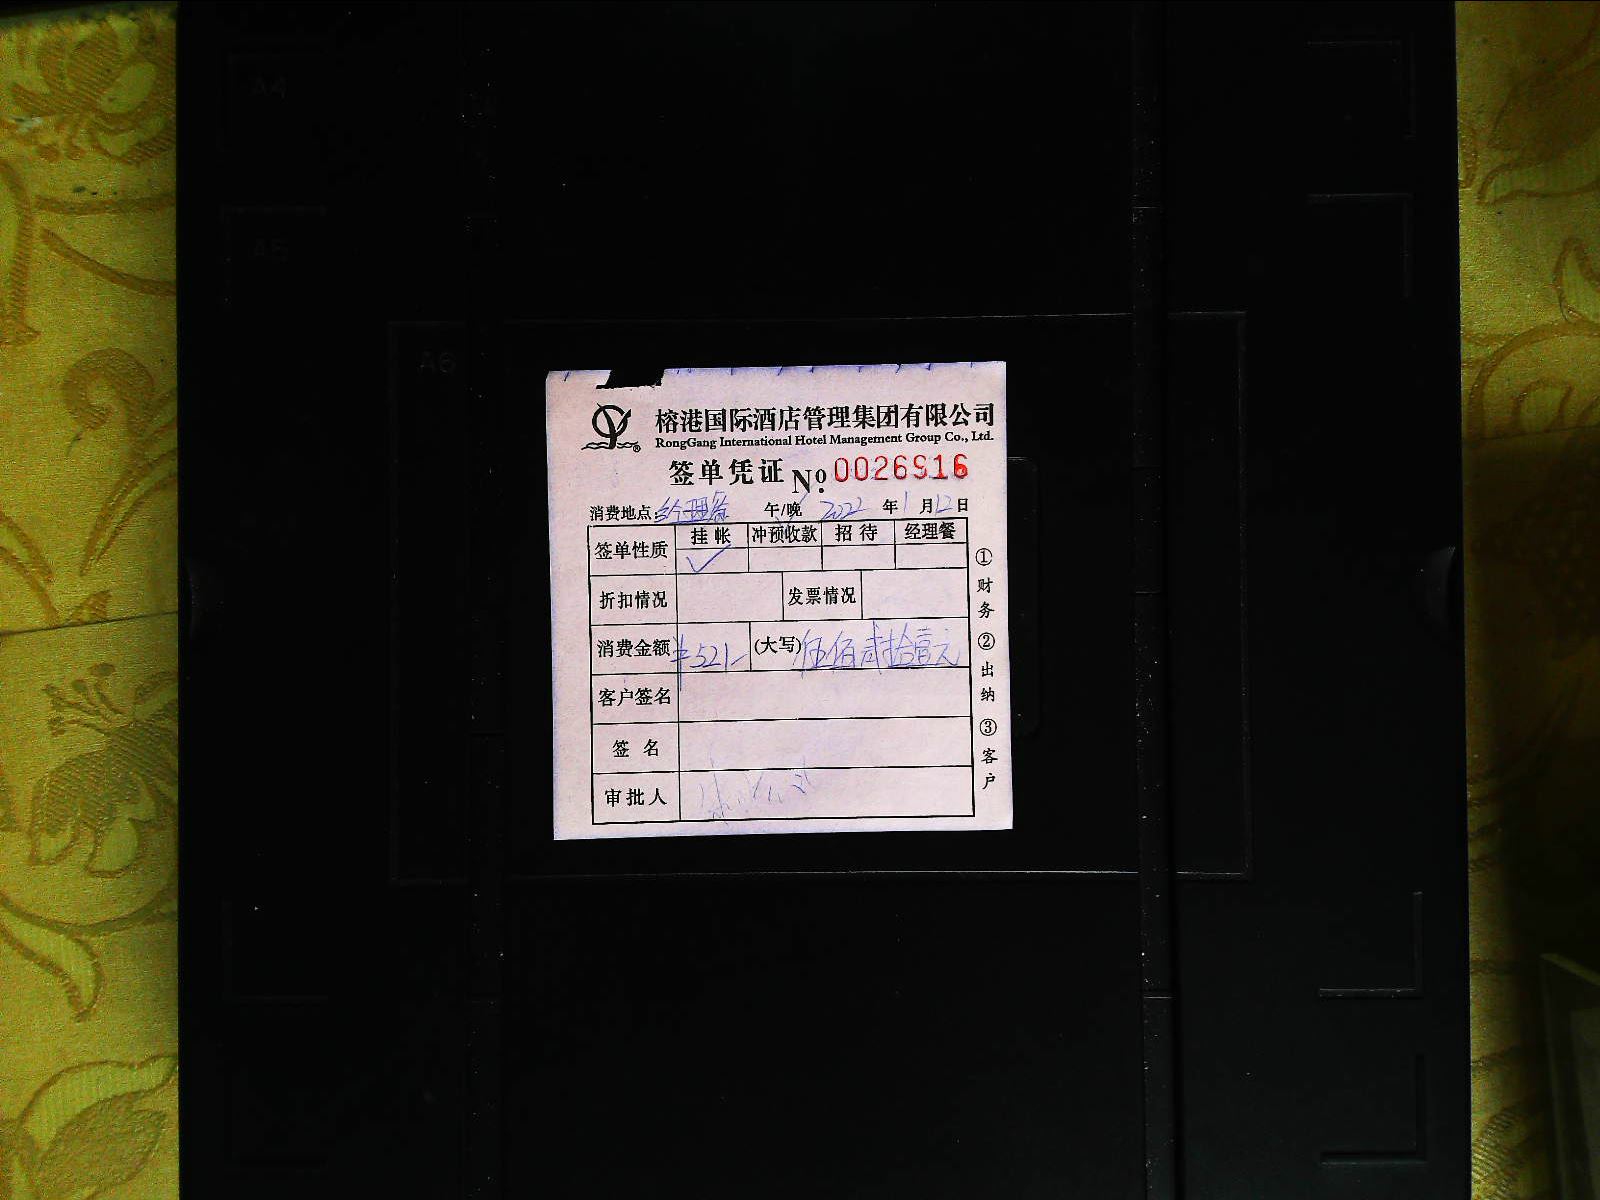 A4
A5
A6
榕港国际酒店管理集团有限公司
RongGang International Hotel Management Group Co., Ltd.
签单凭证 No. 0026916
消费地点: 午/晚 2022 年 1 月 12 日
签单性质 挂帐 冲预收款 招待 经理餐
✓
折扣情况 发票情况
消费金额 ¥521- (大写) 伍佰贰拾壹元
客户签名
签名
审批人
①财务 ②出纳 ③客户